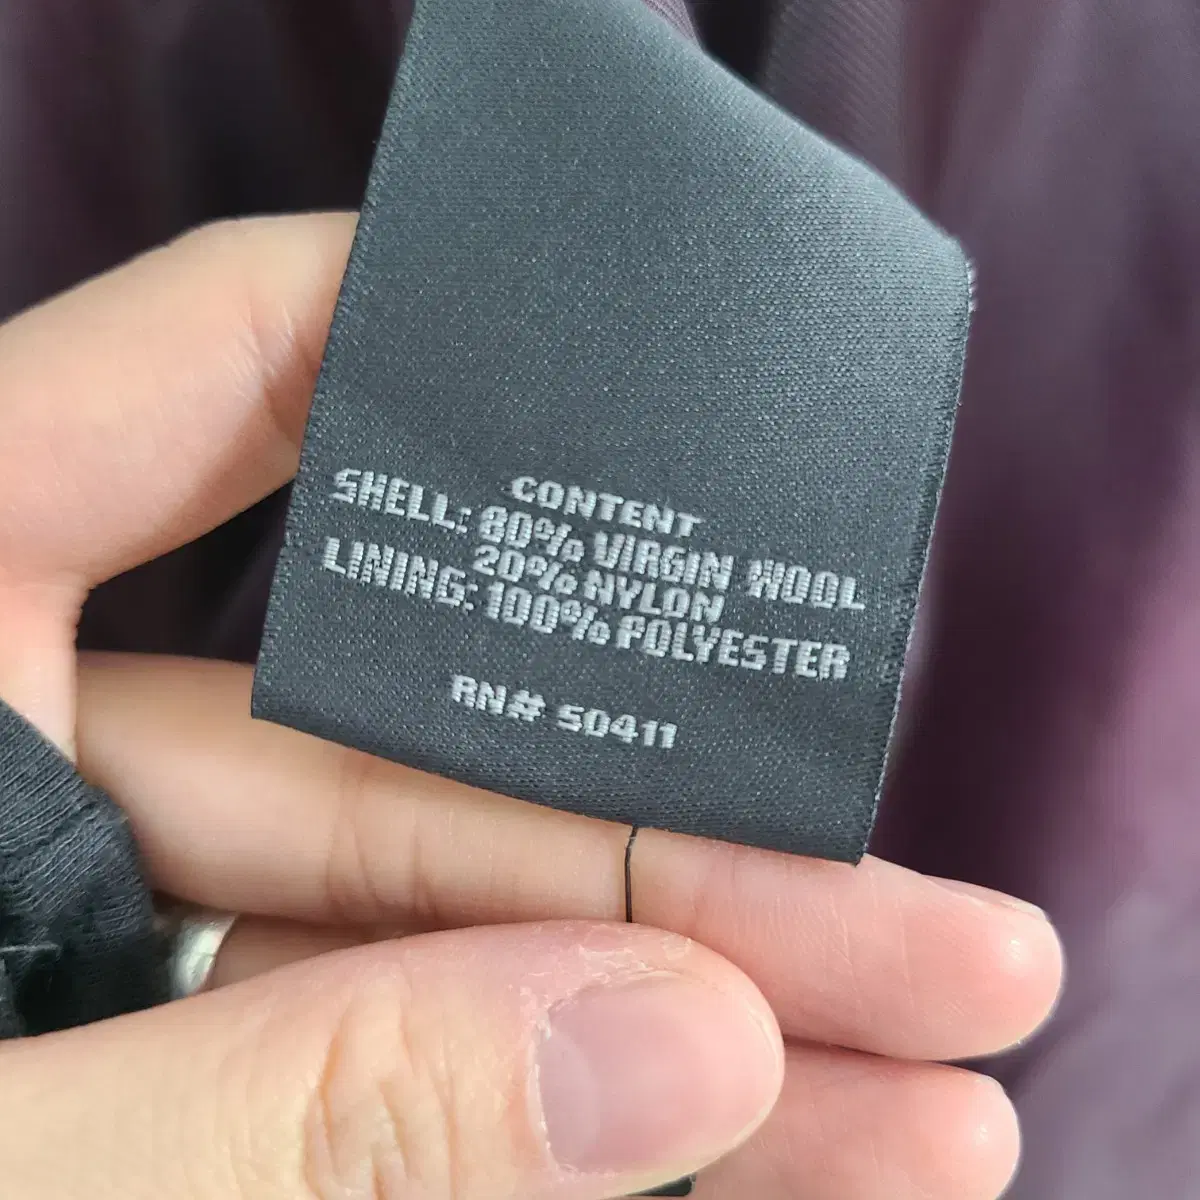 CONTENT
SHELL: 80% VIRGIN WOOL
20% NYLON
LINING: 100% POLYESTER
RN# 50411